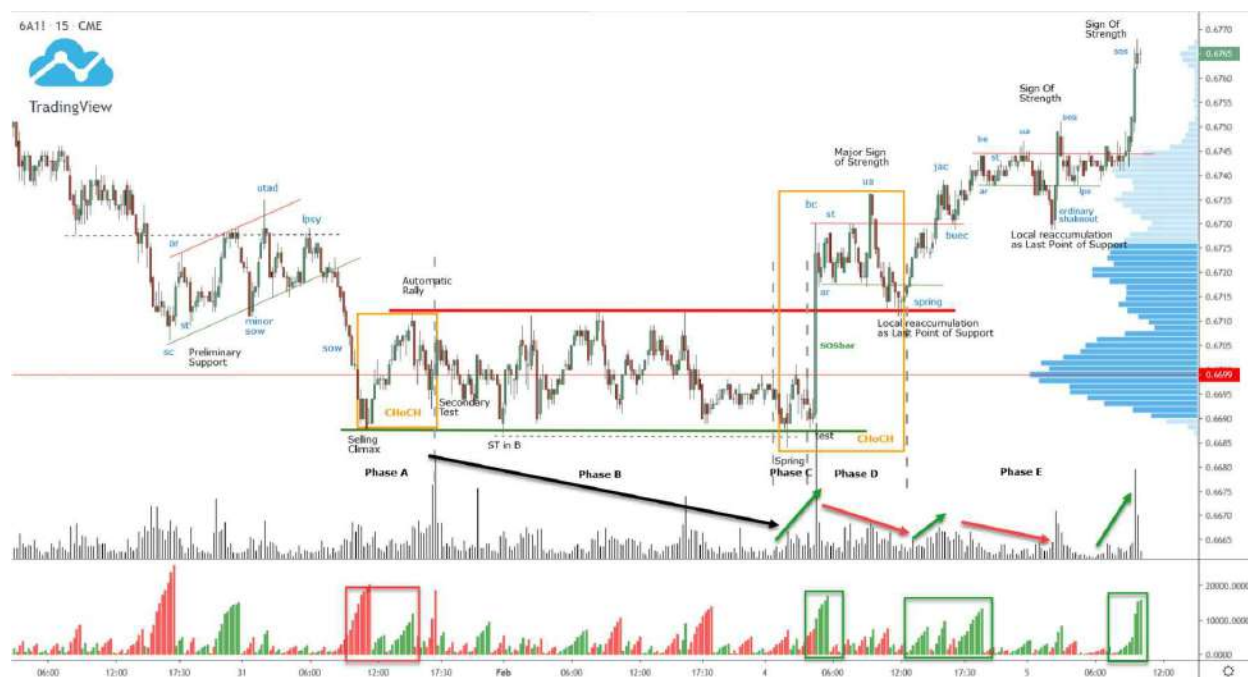 6A1! · 15 · CME
TradingView
Sign Of
Strength
sos
Sign Of
Strength
sos
be
ua
st
ar
lps
ordinary
shakeout
Local reaccumulation
as Last Point of Support
Major Sign
of Strength
ua
jac
buec
bc
st
ar
spring
Local reaccumulation
as Last Point of Support
SOSbar
utad
ar
lpsy
st
minor
sow
sc
Preliminary
Support
sow
Automatic
Rally
CHoCH
Secondary
Test
Selling
Climax
ST in B
Spring
test
CHoCH
Phase A
Phase B
Phase C
Phase D
Phase E
0.6770
0.6765
0.6760
0.6755
0.6750
0.6745
0.6740
0.6735
0.6730
0.6725
0.6720
0.6715
0.6710
0.6705
0.6699
0.6695
0.6690
0.6685
0.6680
0.6675
0.6670
0.6665
20000.0000
10000.0000
0.0000
06:00
12:00
17:30
31
06:00
12:00
17:30
Feb
06:00
12:00
17:30
4
06:00
12:00
17:30
5
06:00
12:00